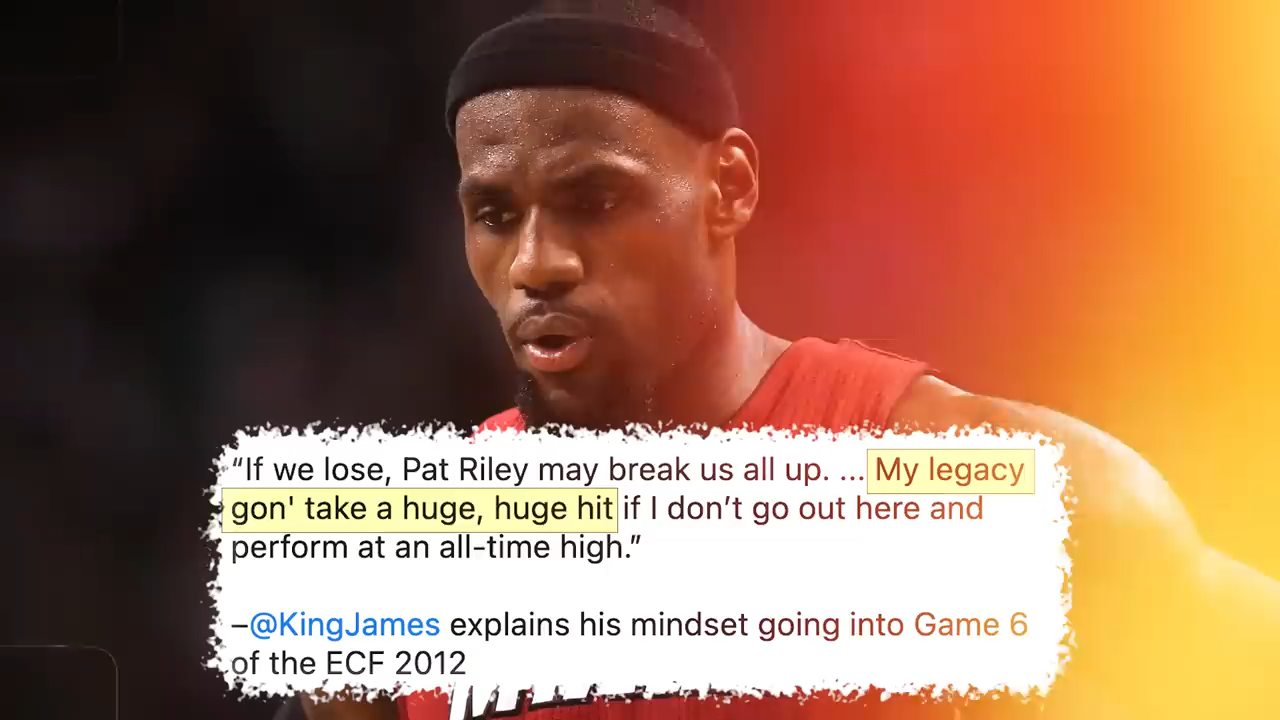 “If we lose, Pat Riley may break us all up. ... My legacy
gon' take a huge, huge hit if I don’t go out here and
perform at an all-time high.”
–@KingJames explains his mindset going into Game 6
of the ECF 2012